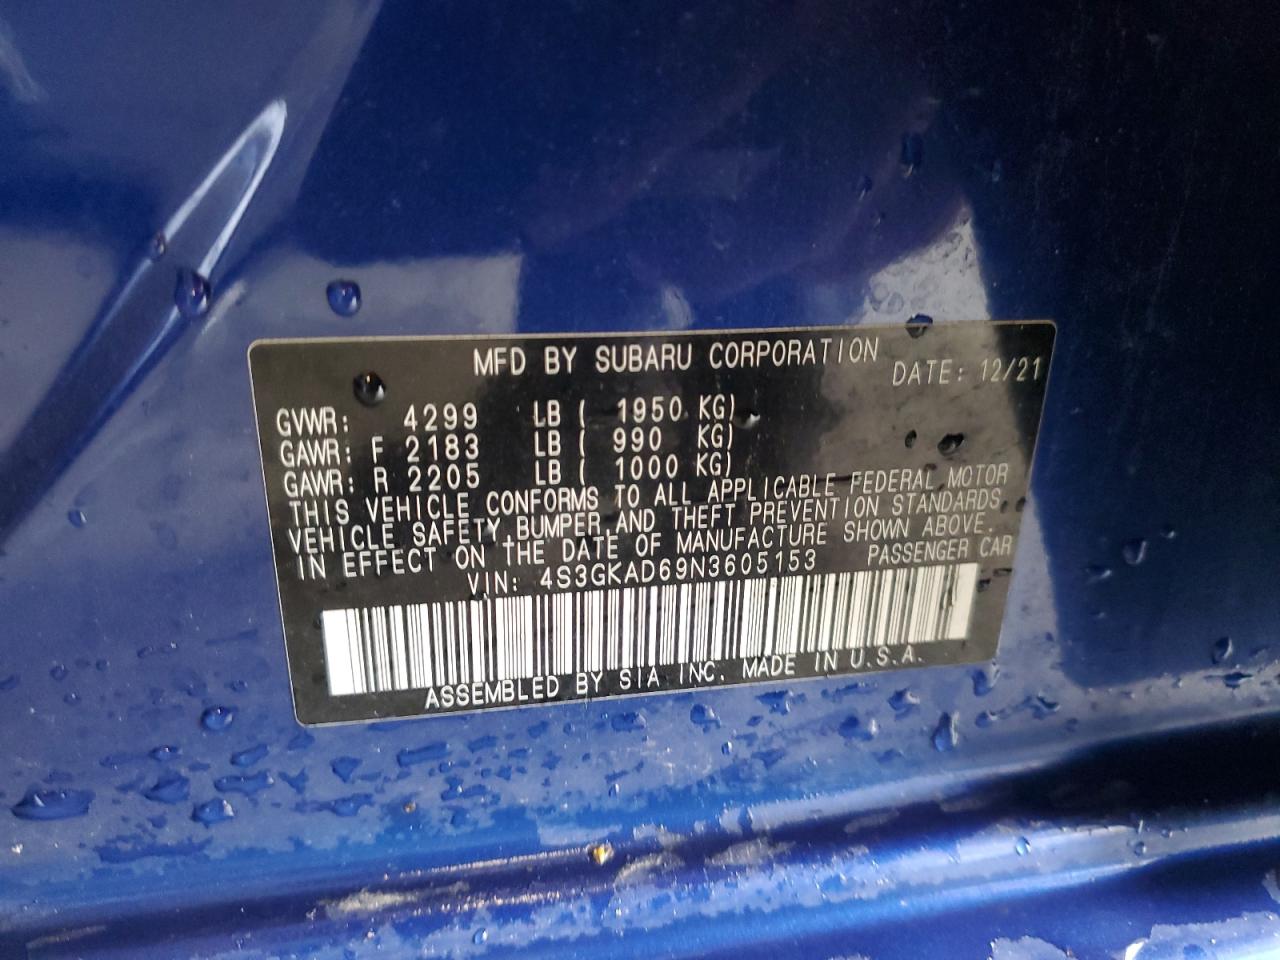 MFD BY SUBARU CORPORATION DATE: 12/21
GVWR: 4299 LB ( 1950 KG)
GAWR: F 2183 LB ( 990 KG)
GAWR: R 2205 LB ( 1000 KG)
THIS VEHICLE CONFORMS TO ALL APPLICABLE FEDERAL MOTOR
VEHICLE SAFETY, BUMPER, AND THEFT PREVENTION STANDARDS,
IN EFFECT ON THE DATE OF MANUFACTURE SHOWN ABOVE.
VIN: 4S3GKAD69N3605153 PASSENGER CAR
ASSEMBLED BY SIA INC. MADE IN U.S.A.